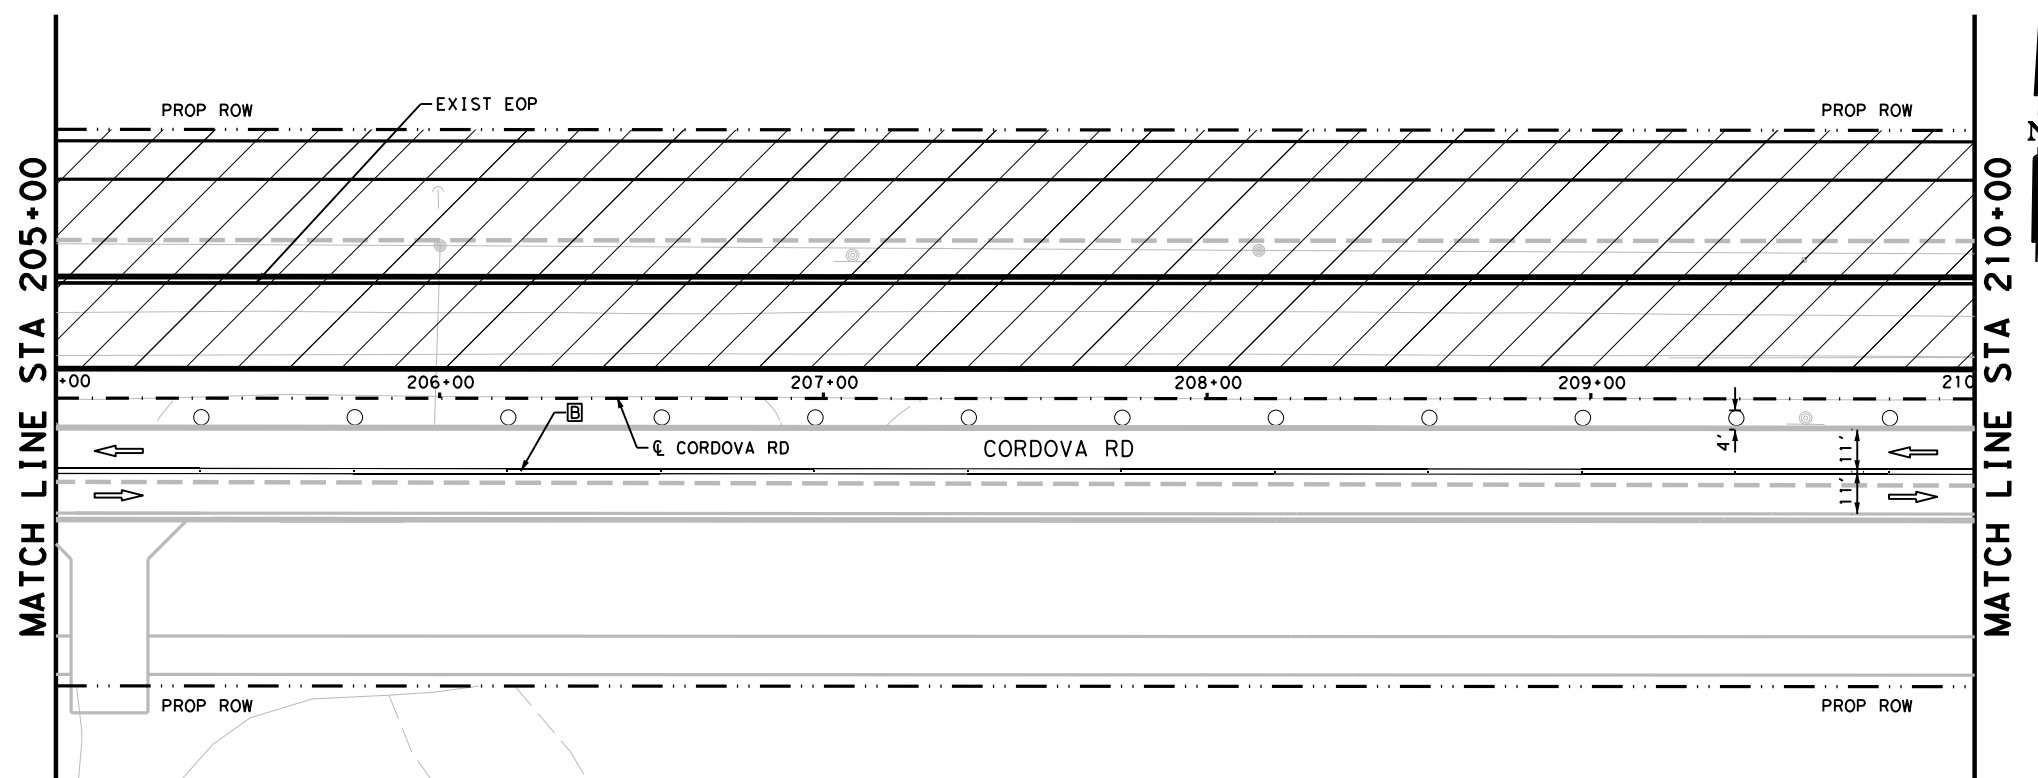 PROP ROW
EXIST EOP
PROP ROW
N
MATCH LINE STA 205+00
MATCH LINE STA 210+00
+00
206+00
207+00
208+00
209+00
210
B
℄ CORDOVA RD
CORDOVA RD
4'
11'
11'
PROP ROW
PROP ROW